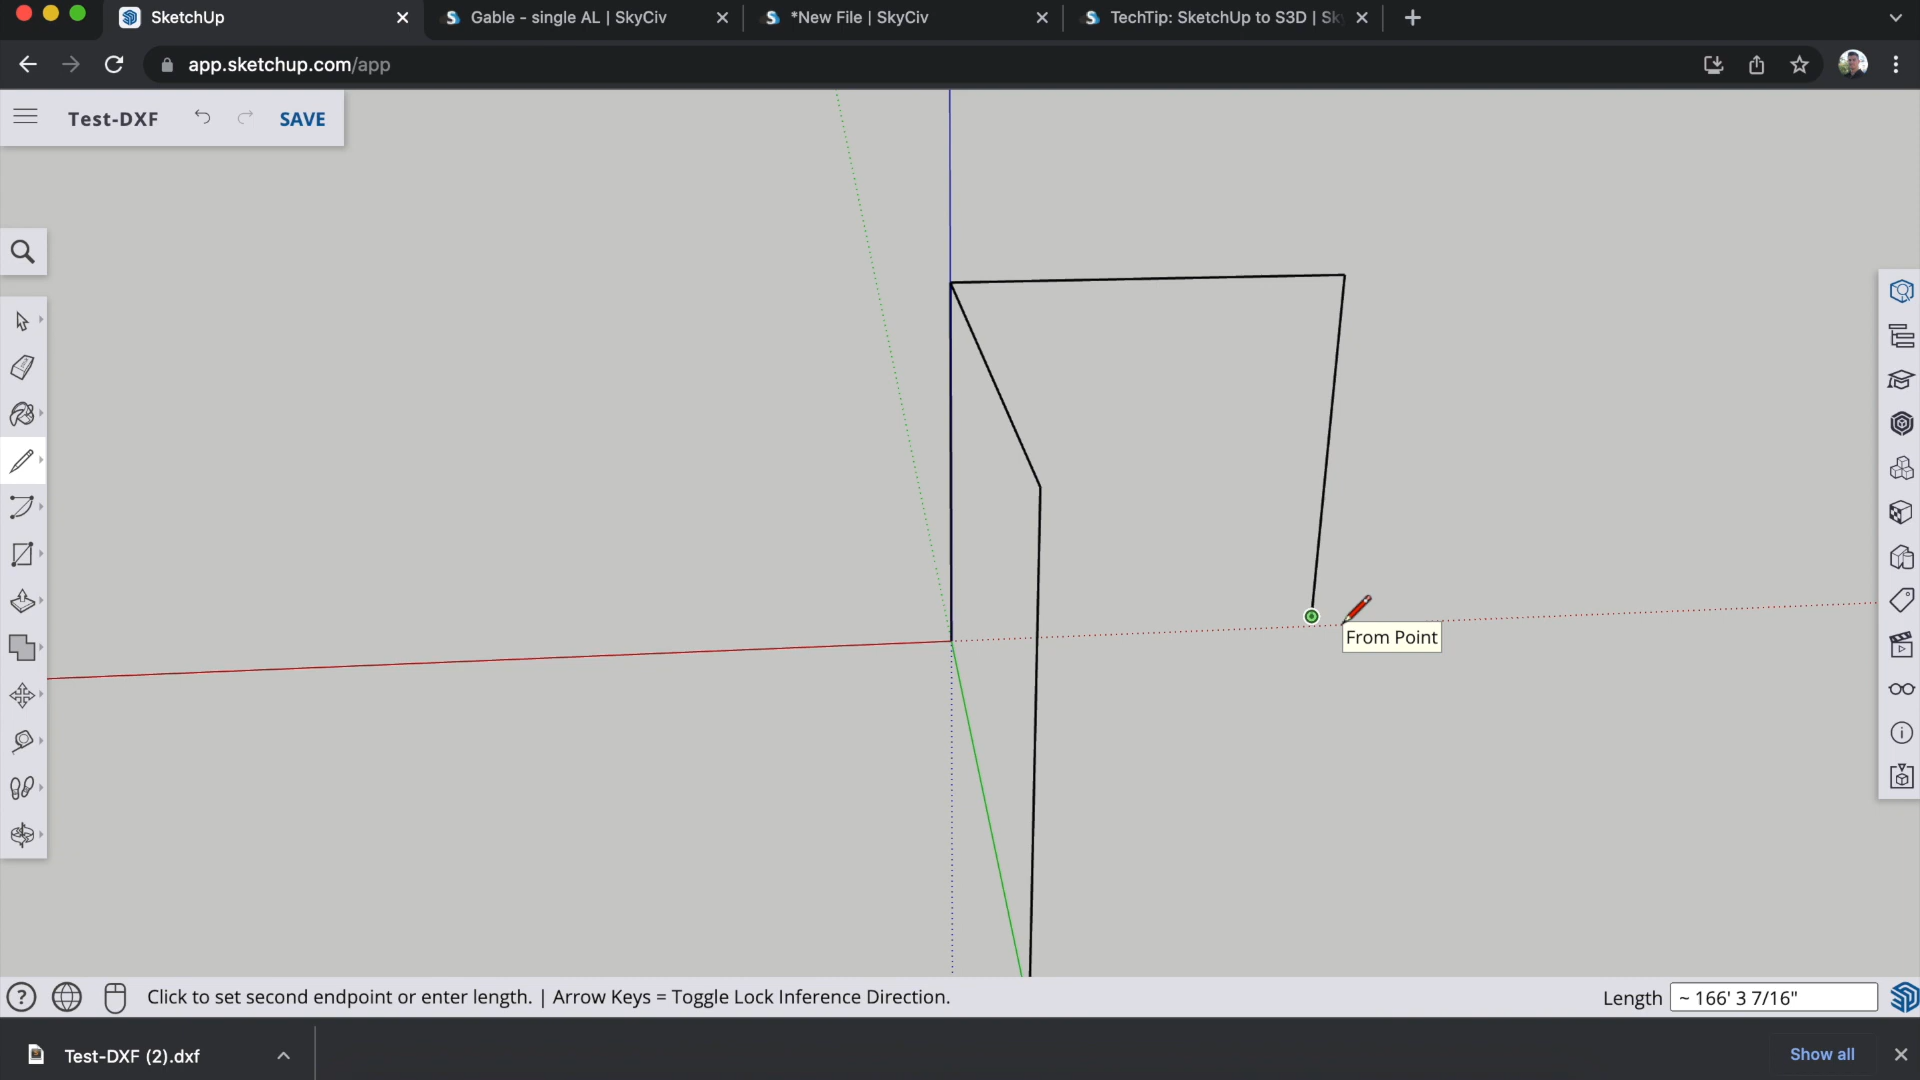 SketchUp
Gable - single AL | SkyCiv
*New File | SkyCiv
TechTip: SketchUp to S3D | Sk
app.sketchup.com/app
Test-DXF
SAVE
From Point
Click to set second endpoint or enter length. | Arrow Keys = Toggle Lock Inference Direction.
Length
~ 166' 3 7/16"
Test-DXF (2).dxf
Show all